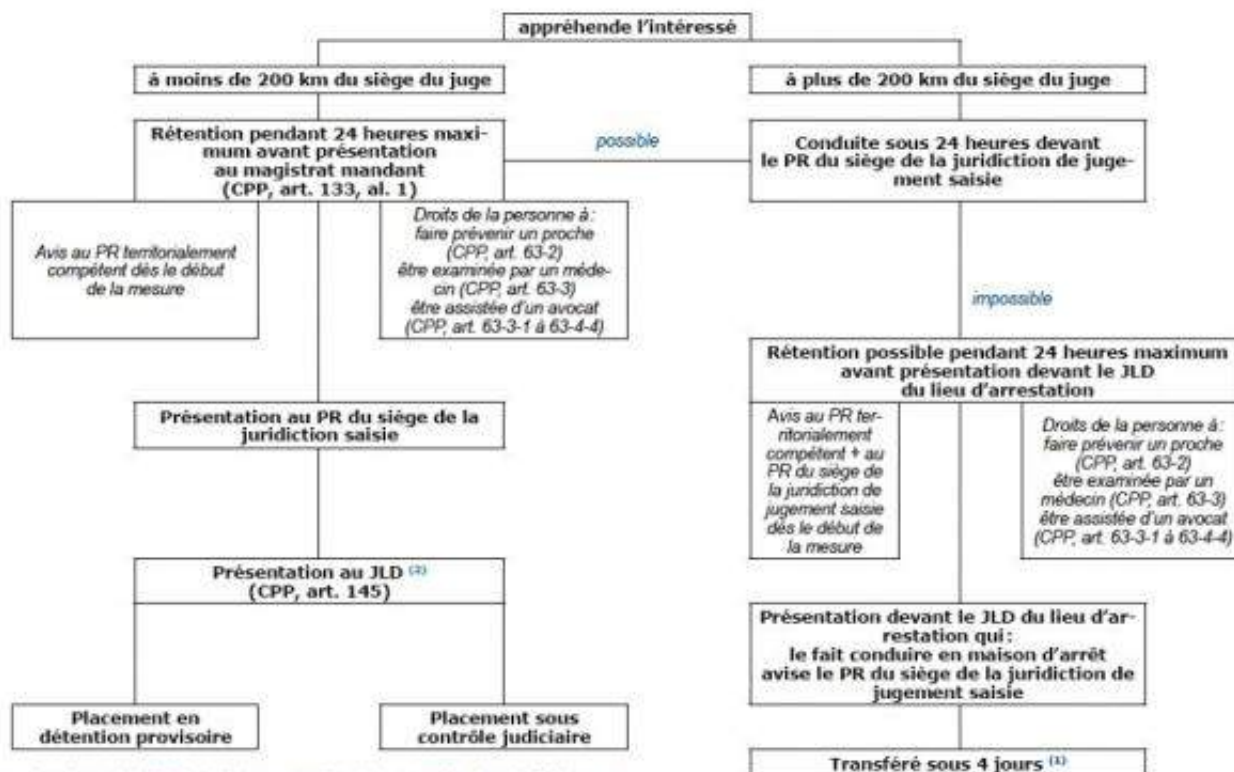 appréhende l'intéressé
à moins de 200 km du siège du juge
à plus de 200 km du siège du juge
Rétention pendant 24 heures maxi-
mum avant présentation
au magistrat mandant
(CPP, art. 133, al. 1)
possible
Conduite sous 24 heures devant
le PR du siège de la juridiction de juge-
ment saisie
Avis au PR territorialement
compétent dès le début
de la mesure
Droits de la personne à :
faire prévenir un proche
(CPP, art. 63-2)
être examinée par un méde-
cin (CPP, art. 63-3)
être assistée d'un avocat
(CPP, art. 63-3-1 à 63-4-4)
impossible
Rétention possible pendant 24 heures maximum
avant présentation devant le JLD
du lieu d'arrestation
Présentation au PR du siège de la
juridiction saisie
Avis au PR ter-
ritorialement
compétent + au
PR du siège de
la juridiction de
jugement saisie
dès le début de
la mesure
Droits de la personne à :
faire prévenir un proche
(CPP, art. 63-2)
être examinée par un
médecin (CPP, art. 63-3)
être assistée d'un avocat
(CPP, art. 63-3-1 à 63-4-4)
Présentation au JLD (2)
(CPP, art. 145)
Présentation devant le JLD du lieu d'ar-
restation qui :
le fait conduire en maison d'arrêt
avise le PR du siège de la juridiction de
jugement saisie
Placement en
détention provisoire
Placement sous
contrôle judiciaire
Transféré sous 4 jours (1)